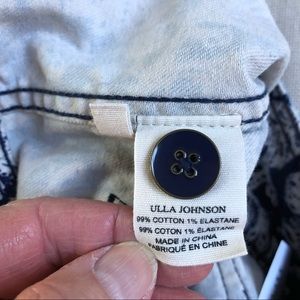 ULLA JOHNSON
99% COTTON 1% ELASTANE
99% COTON 1% ELASTANE
MADE IN CHINA
FABRIQUÉ EN CHINE